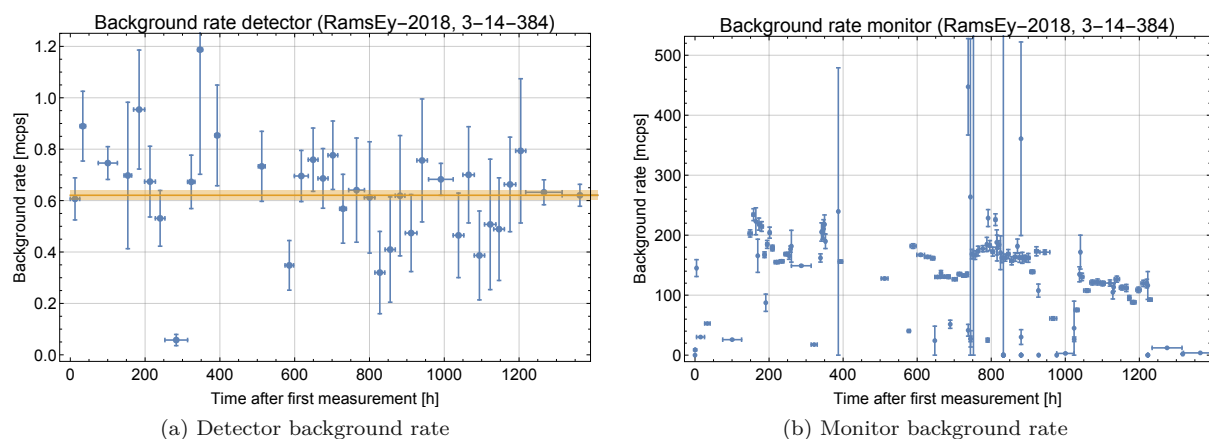 Background rate detector (RamsEy−2018, 3−14−384)
Background rate [mcps]
1.2
1.0
0.8
0.6
0.4
0.2
0.0
0 200 400 600 800 1000 1200
Time after first measurement [h]
(a) Detector background rate
Background rate monitor (RamsEy−2018, 3−14−384)
Background rate [mcps]
500
400
300
200
100
0
0 200 400 600 800 1000 1200
Time after first measurement [h]
(b) Monitor background rate